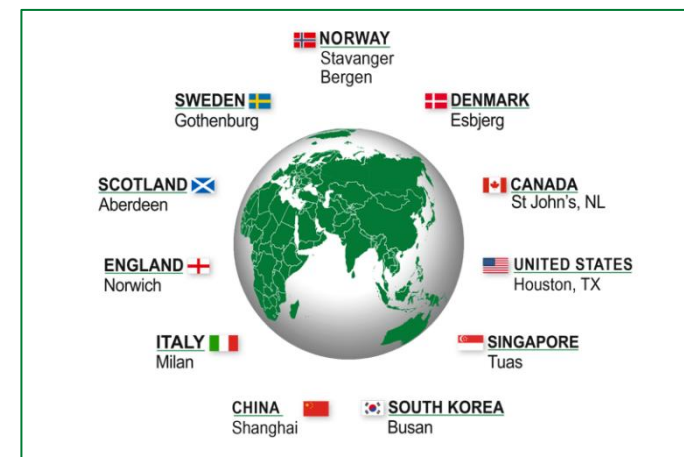 NORWAY
Stavanger
Bergen
SWEDEN
Gothenburg
DENMARK
Esbjerg
SCOTLAND
Aberdeen
CANADA
St John's, NL
ENGLAND
Norwich
UNITED STATES
Houston, TX
ITALY
Milan
SINGAPORE
Tuas
CHINA
Shanghai
SOUTH KOREA
Busan